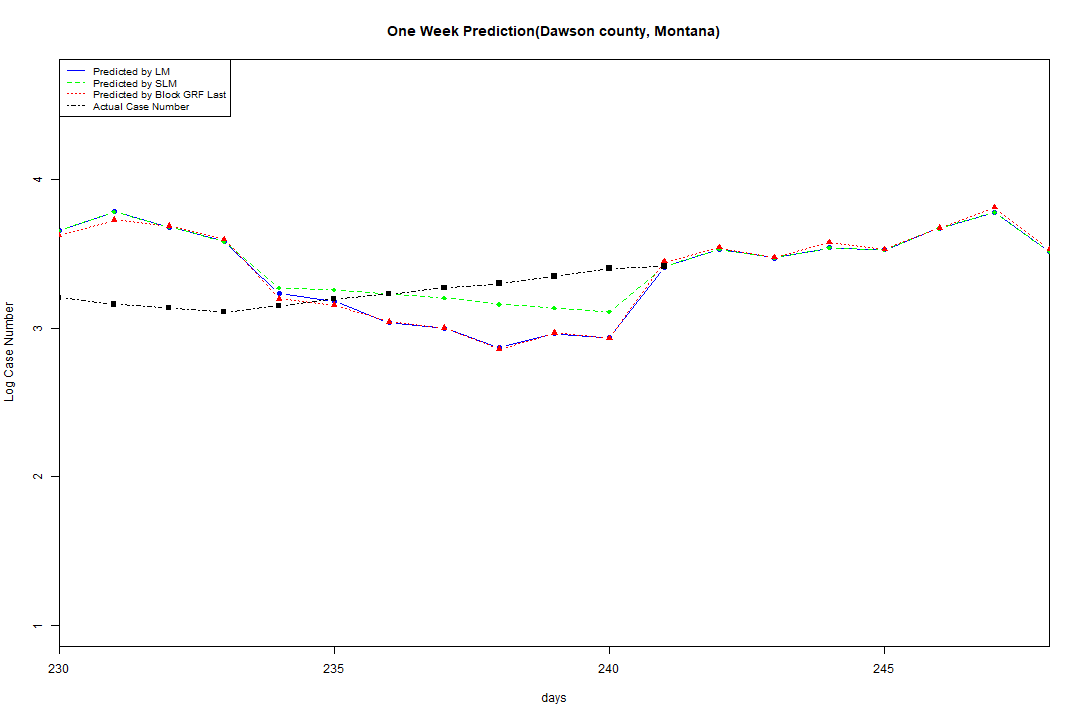 One Week Prediction(Dawson county, Montana)
Predicted by LM
Predicted by SLM
Predicted by Block GRF Last
Actual Case Number
4
3
2
1
Log Case Number
230 235 240 245
days